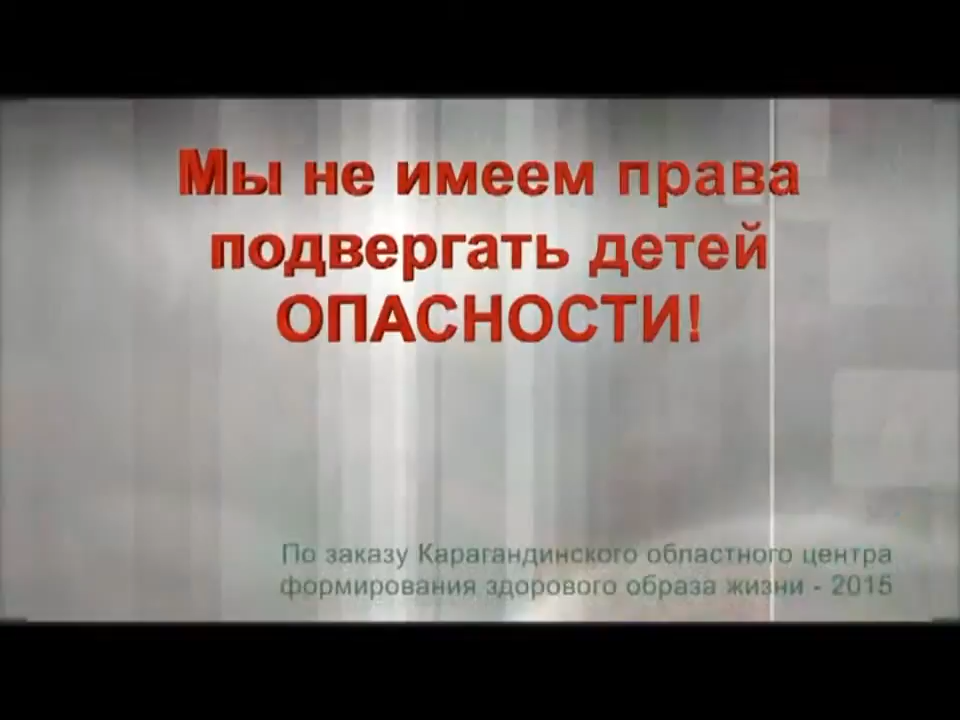 Мы не имеем права
подвергать детей
ОПАСНОСТИ!
По заказу Карагандинского областного центра
формирования здорового образа жизни - 2015